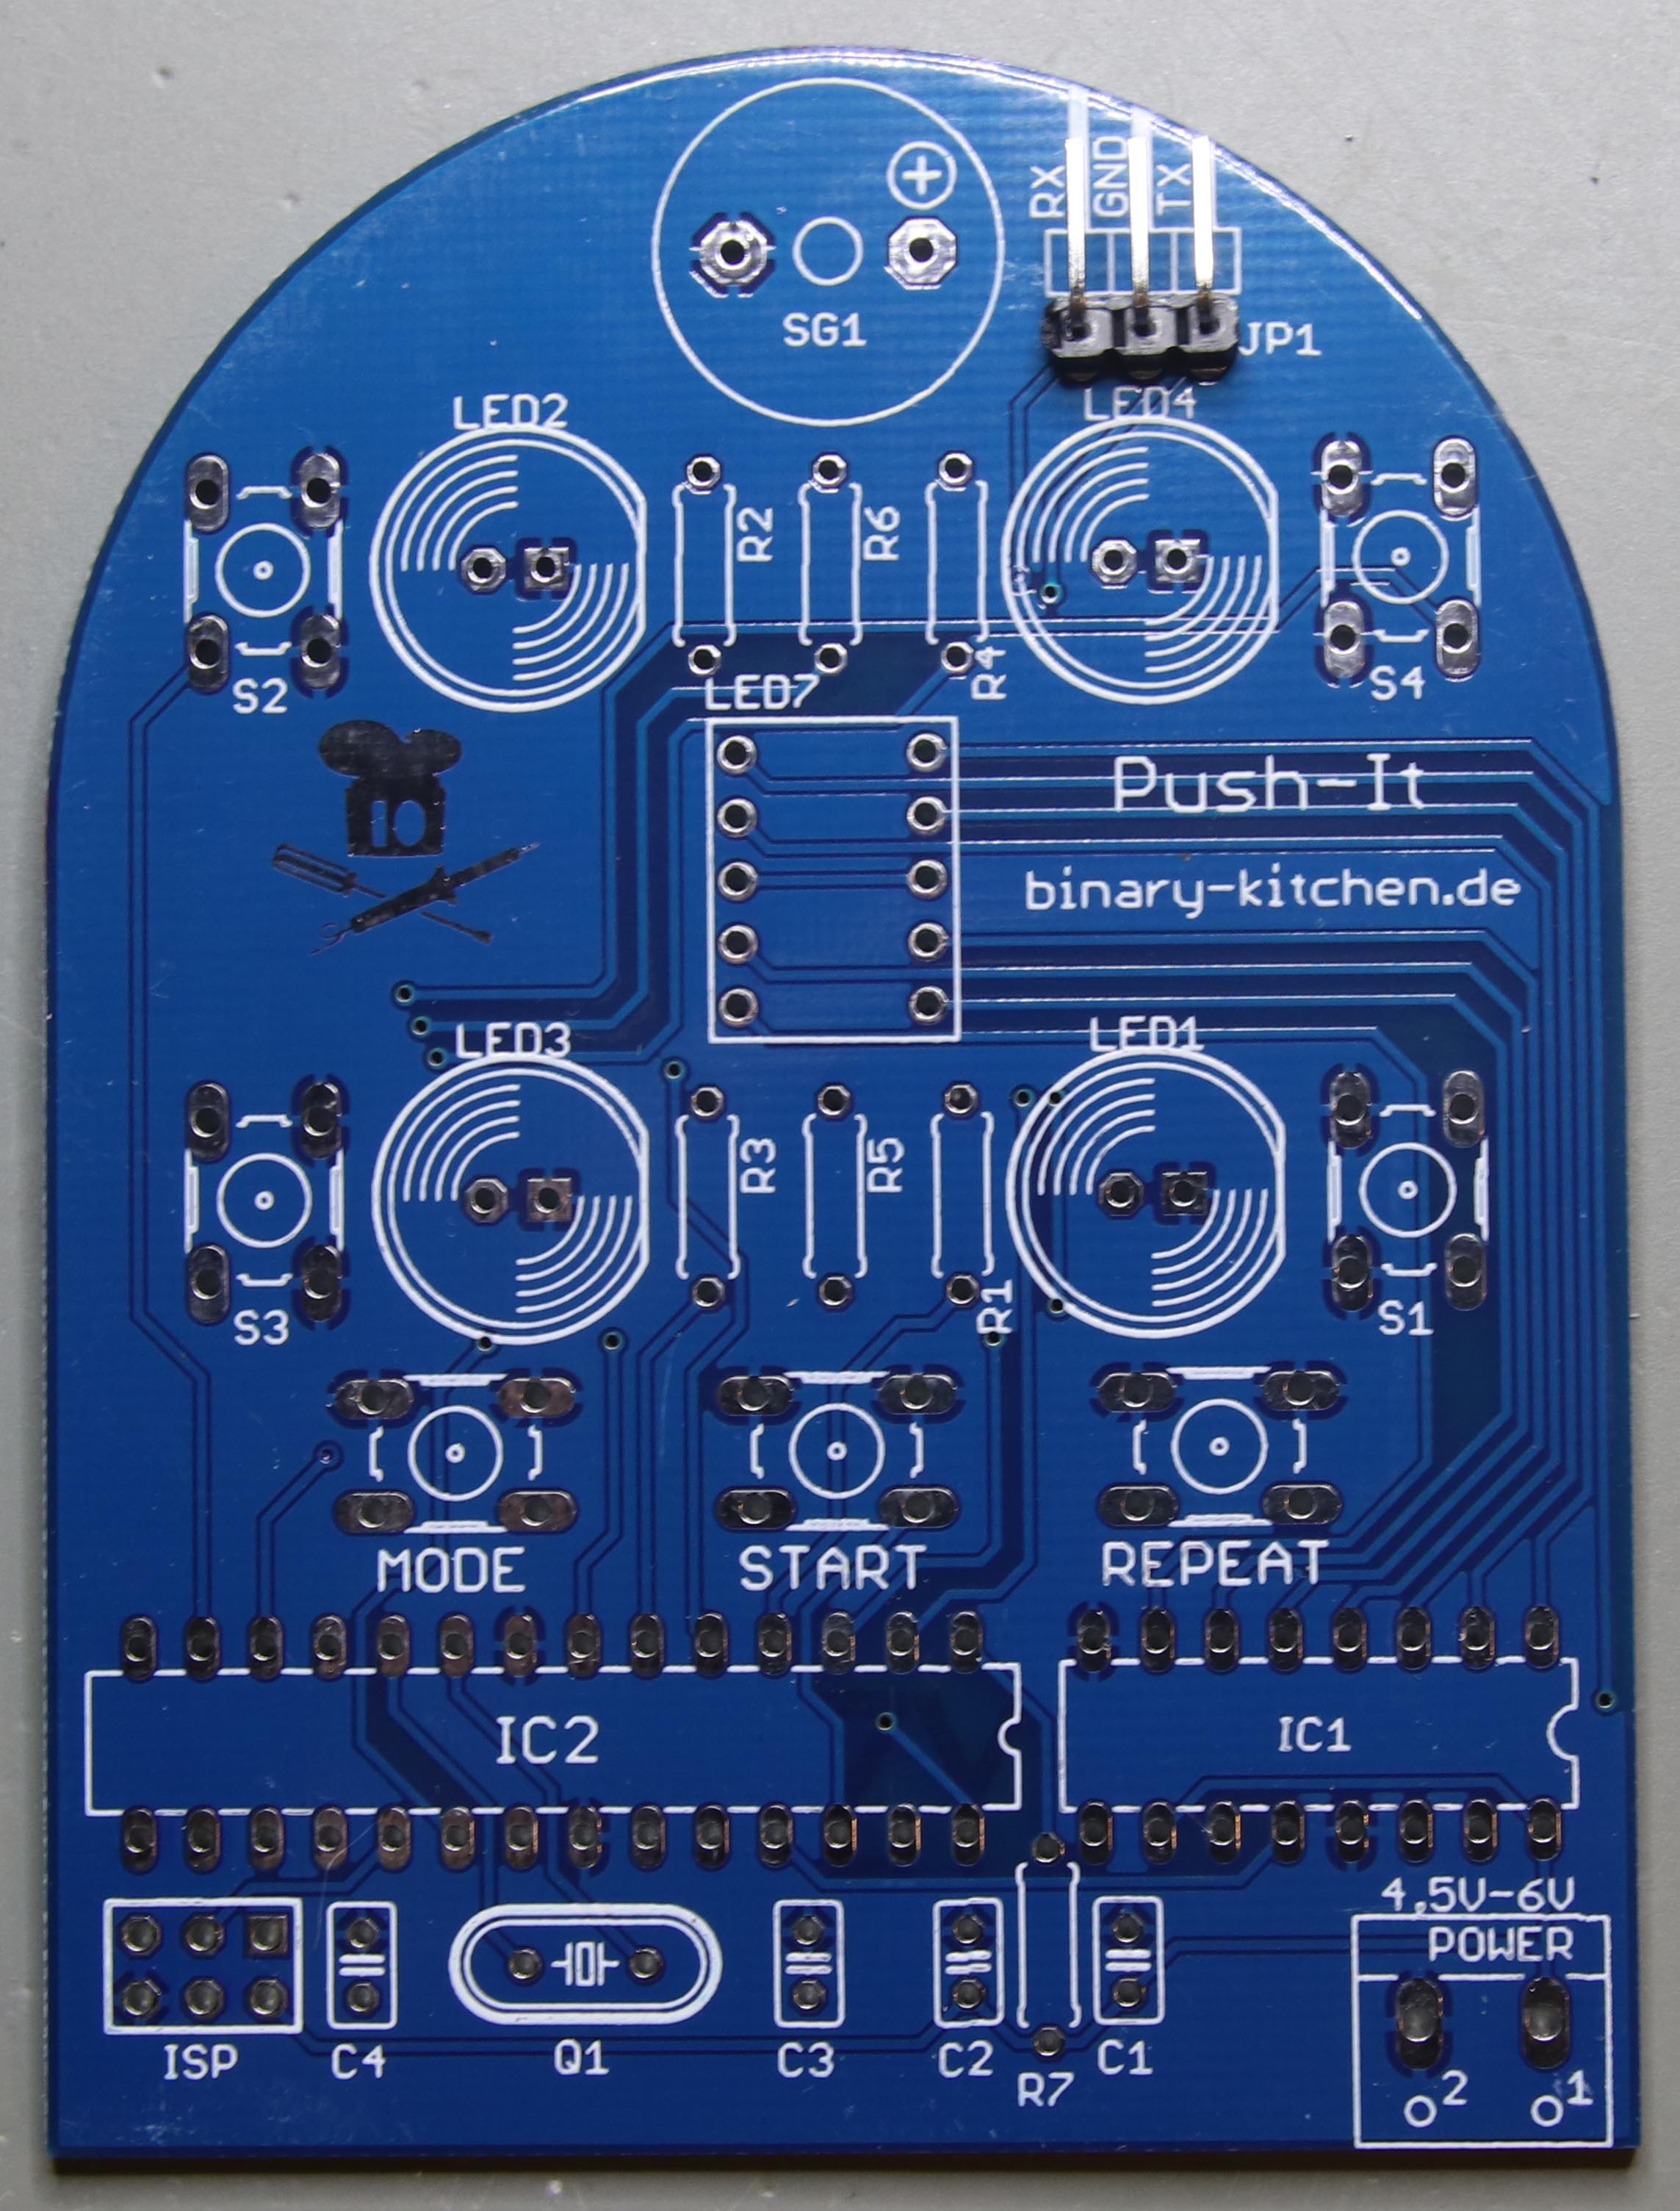 RX
GND
TX
+
SG1
JP1
LED2
LED4
R2
R6
R4
S2
S4
LED7
10
Push-It
binary-kitchen.de
LED3
LED1
R3
R5
R1
S3
S1
MODE
START
REPEAT
IC2
IC1
4,5V-6V
POWER
ISP
C4
Q1
C3
C2
R7
C1
2
1